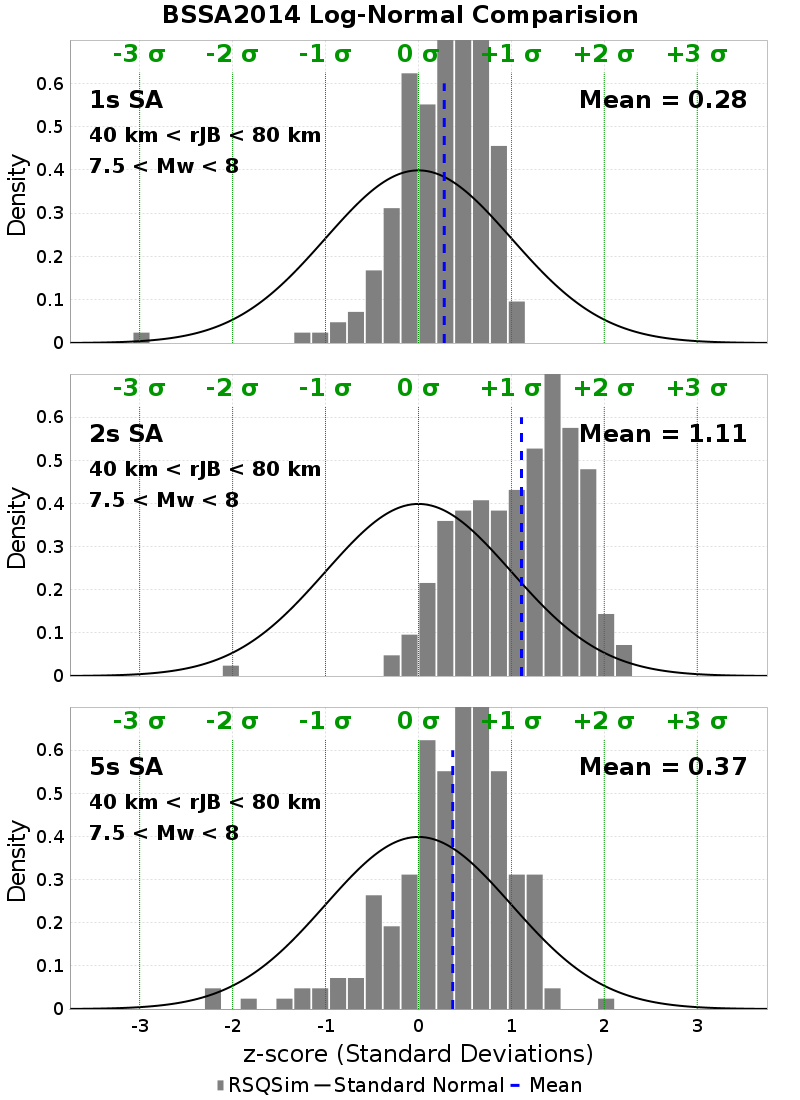 BSSA2014 Log-Normal Comparision
-3 σ -2 σ -1 σ 0 σ +1 σ +2 σ +3 σ
1s SA Mean = 0.28
40 km < rJB < 80 km
7.5 < Mw < 8
0.6
0.5
0.4
0.3
0.2
0.1
0
Density
-3 σ -2 σ -1 σ 0 σ +1 σ +2 σ +3 σ
2s SA Mean = 1.11
40 km < rJB < 80 km
7.5 < Mw < 8
0.6
0.5
0.4
0.3
0.2
0.1
0
Density
-3 σ -2 σ -1 σ 0 σ +1 σ +2 σ +3 σ
5s SA Mean = 0.37
40 km < rJB < 80 km
7.5 < Mw < 8
0.6
0.5
0.4
0.3
0.2
0.1
0
Density
-3 -2 -1 0 1 2 3
z-score (Standard Deviations)
RSQSim Standard Normal Mean